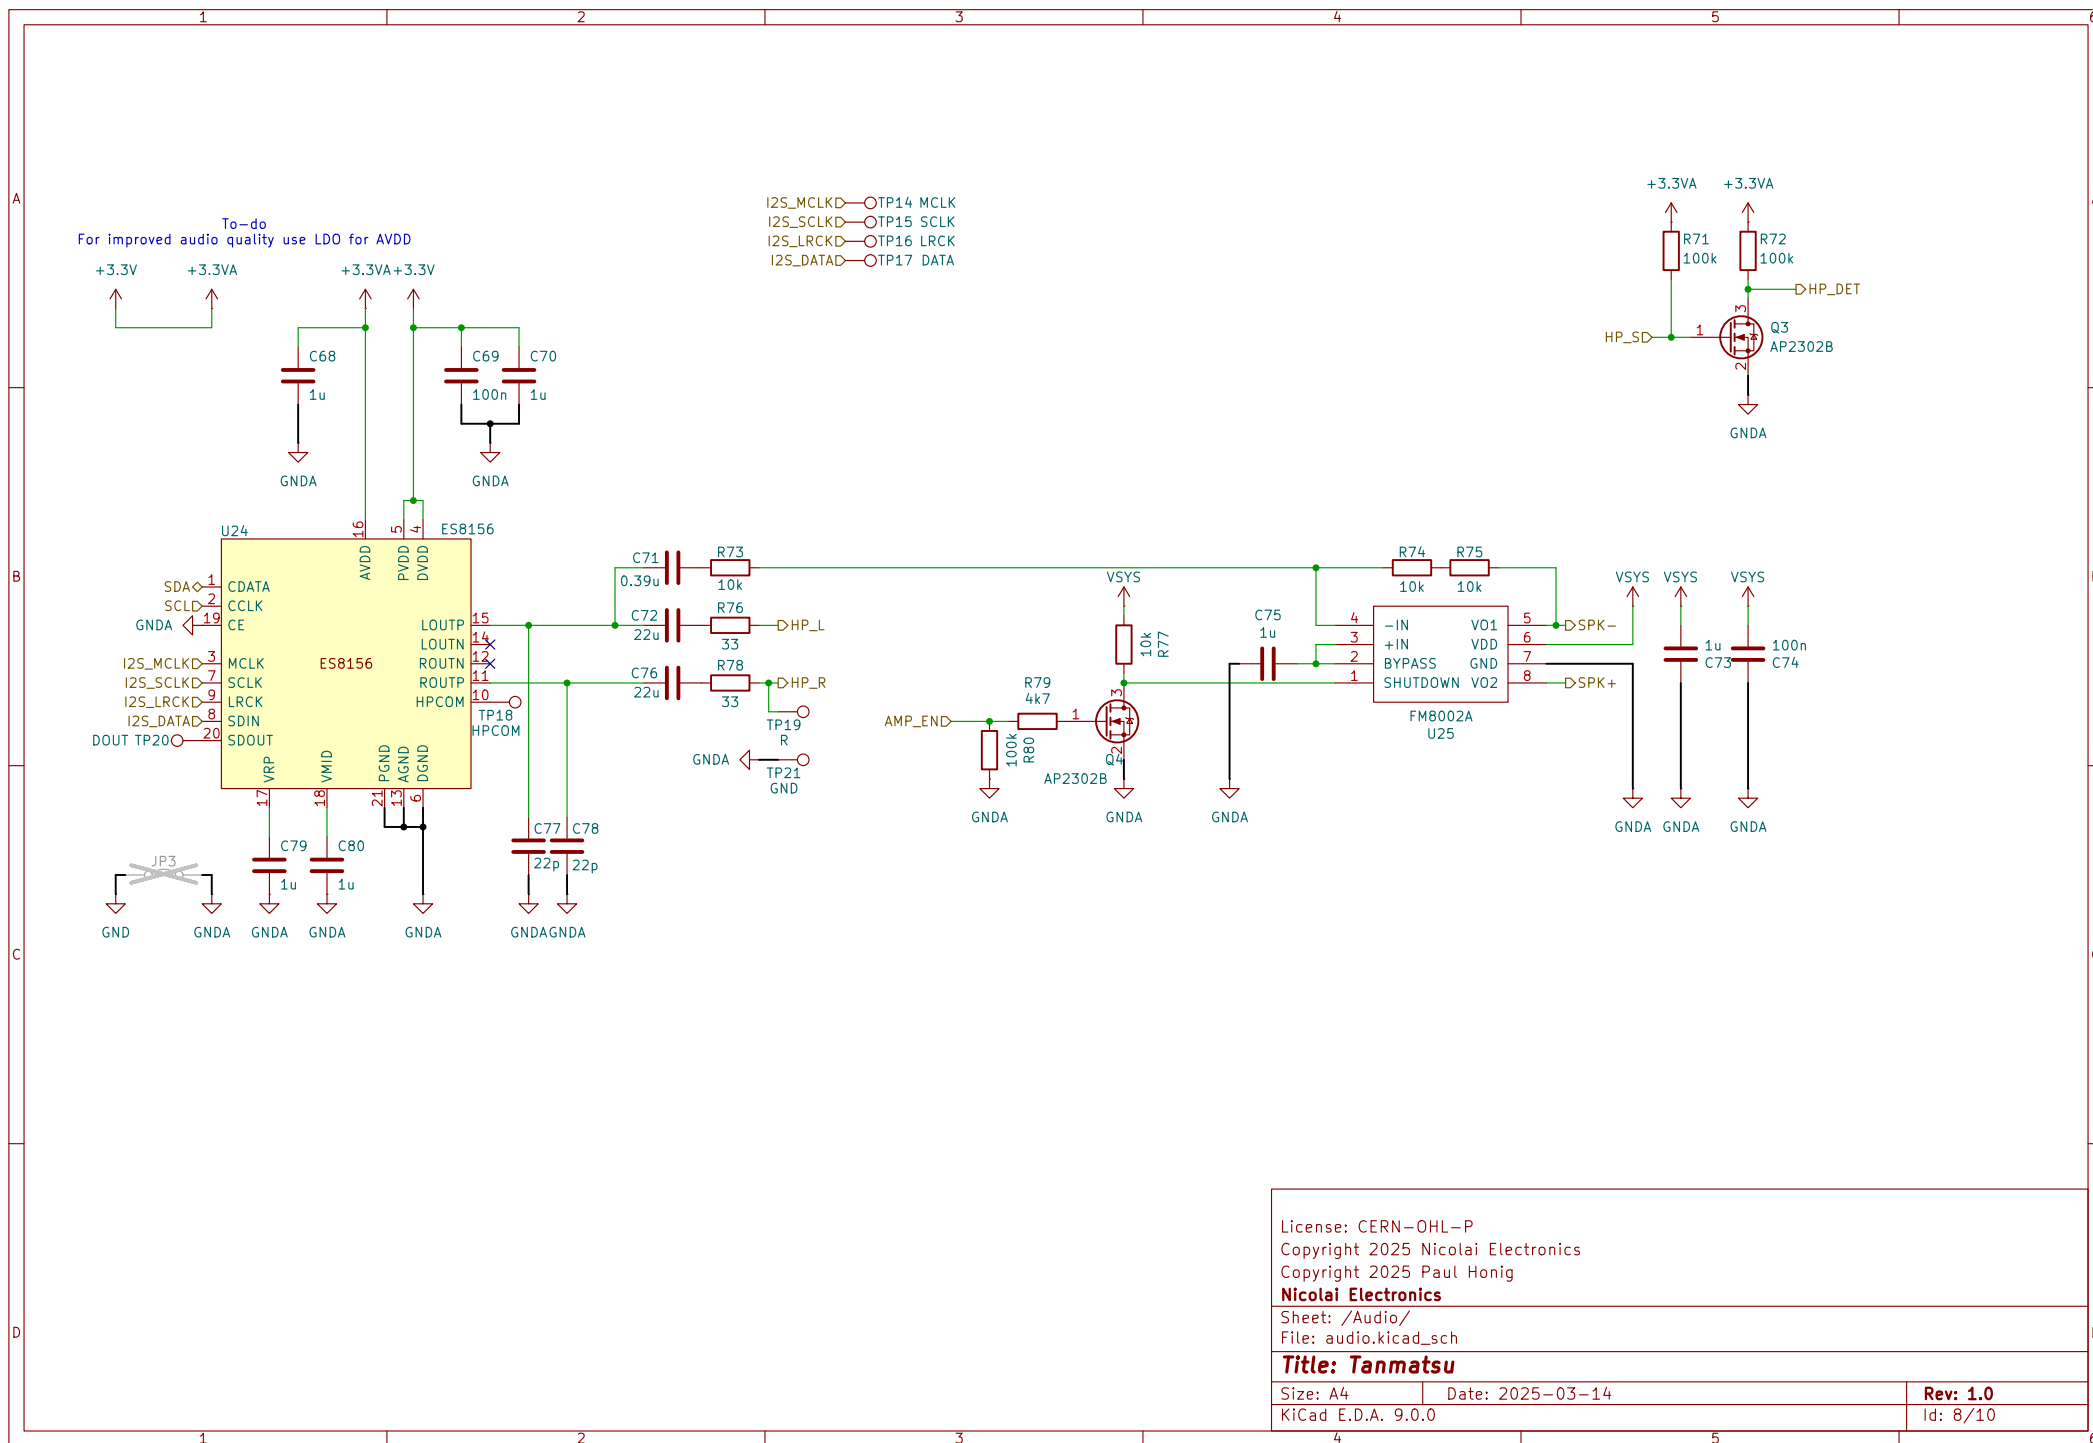 1 2 3 4 5 6
A
B
C
D
To-do
For improved audio quality use LDO for AVDD
+3.3V
+3.3VA
+3.3VA
+3.3V
C68
1u
GNDA
C69
100n
C70
1u
GNDA
I2S_MCLK TP14 MCLK
I2S_SCLK TP15 SCLK
I2S_LRCK TP16 LRCK
I2S_DATA TP17 DATA
+3.3VA
+3.3VA
R71
100k
R72
100k
HP_DET
HP_S
1
3
2
Q3
AP2302B
GNDA
U24
ES8156
16
5
4
AVDD
PVDD
DVDD
SDA 1 CDATA
SCL 2 CCLK
GNDA 19 CE
I2S_MCLK 3 MCLK
I2S_SCLK 7 SCLK
I2S_LRCK 9 LRCK
I2S_DATA 8 SDIN
DOUT TP20 20 SDOUT
ES8156
LOUTP 15
LOUTN 14
ROUTN 12
ROUTP 11
HPCOM 10
TP18
HPCOM
VRP
VMID
PGND
AGND
DGND
17
18
21
13
6
C79
1u
GNDA
C80
1u
GNDA
GNDA
JP3
GND
GNDA
C77
22p
GNDA
C78
22p
GNDA
C71
0.39u
R73
10k
C72
22u
R76
33
HP_L
C76
22u
R78
33
HP_R
TP19
R
GNDA
TP21
GND
AMP_EN
R79
4k7
100k
R80
GNDA
VSYS
10k
R77
1
3
2
Q4
AP2302B
GNDA
C75
1u
GNDA
R74
10k
R75
10k
4 -IN
3 +IN
2 BYPASS
1 SHUTDOWN
VO1 5
VDD 6
GND 7
VO2 8
FM8002A
U25
SPK-
SPK+
VSYS
VSYS
VSYS
1u
C73
100n
C74
GNDA
GNDA
GNDA
License: CERN-OHL-P
Copyright 2025 Nicolai Electronics
Copyright 2025 Paul Honig
Nicolai Electronics
Sheet: /Audio/
File: audio.kicad_sch
Title: Tanmatsu
Size: A4 Date: 2025-03-14 Rev: 1.0
KiCad E.D.A. 9.0.0 Id: 8/10
1 2 3 4 5 6